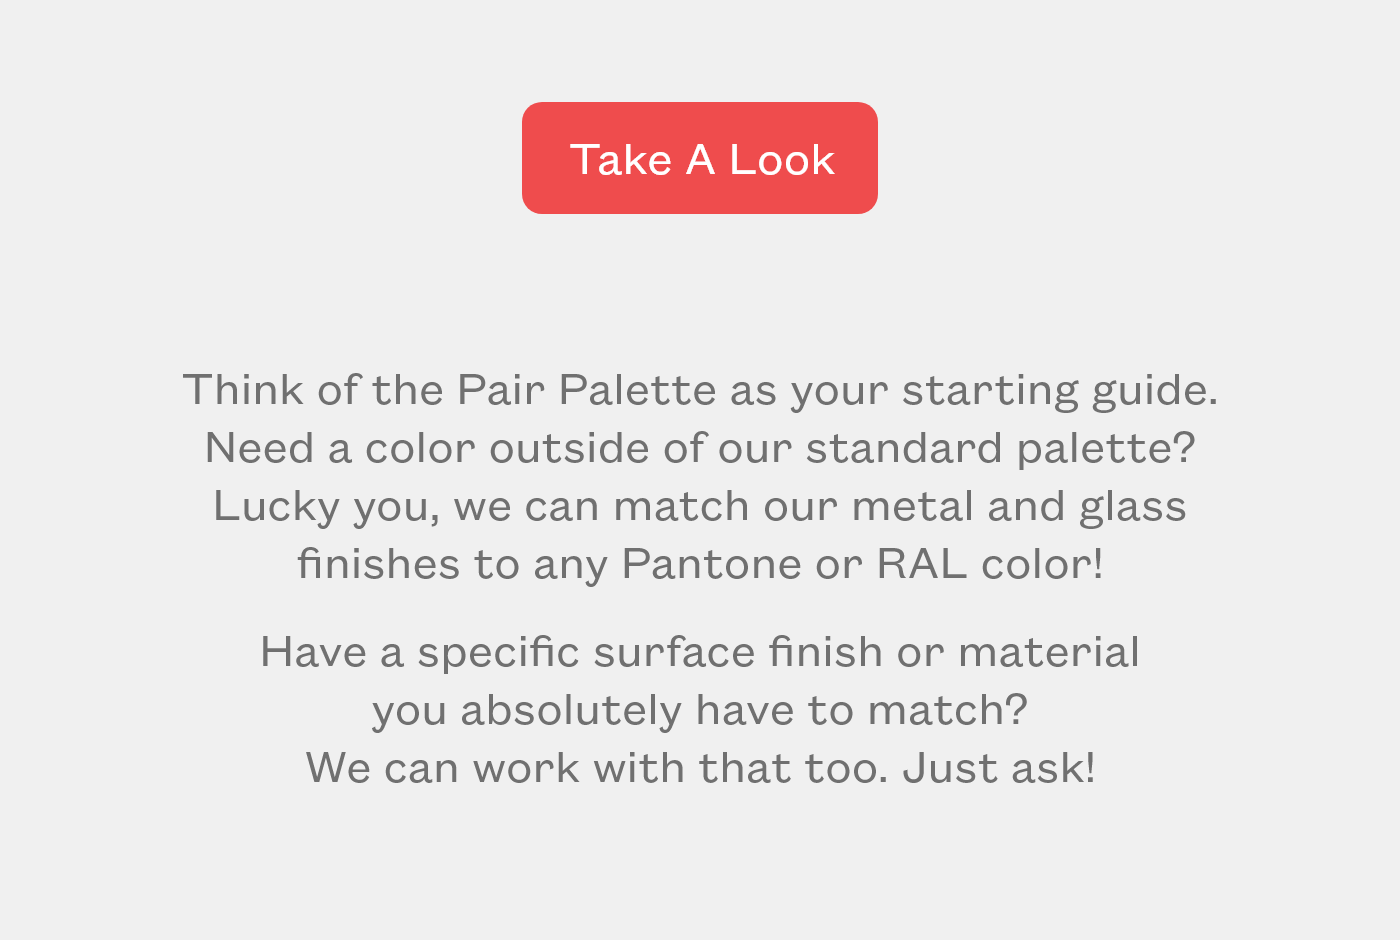 Take A Look
Think of the Pair Palette as your starting guide.
Need a color outside of our standard palette?
Lucky you, we can match our metal and glass
finishes to any Pantone or RAL color!
Have a specific surface finish or material
you absolutely have to match?
We can work with that too. Just ask!